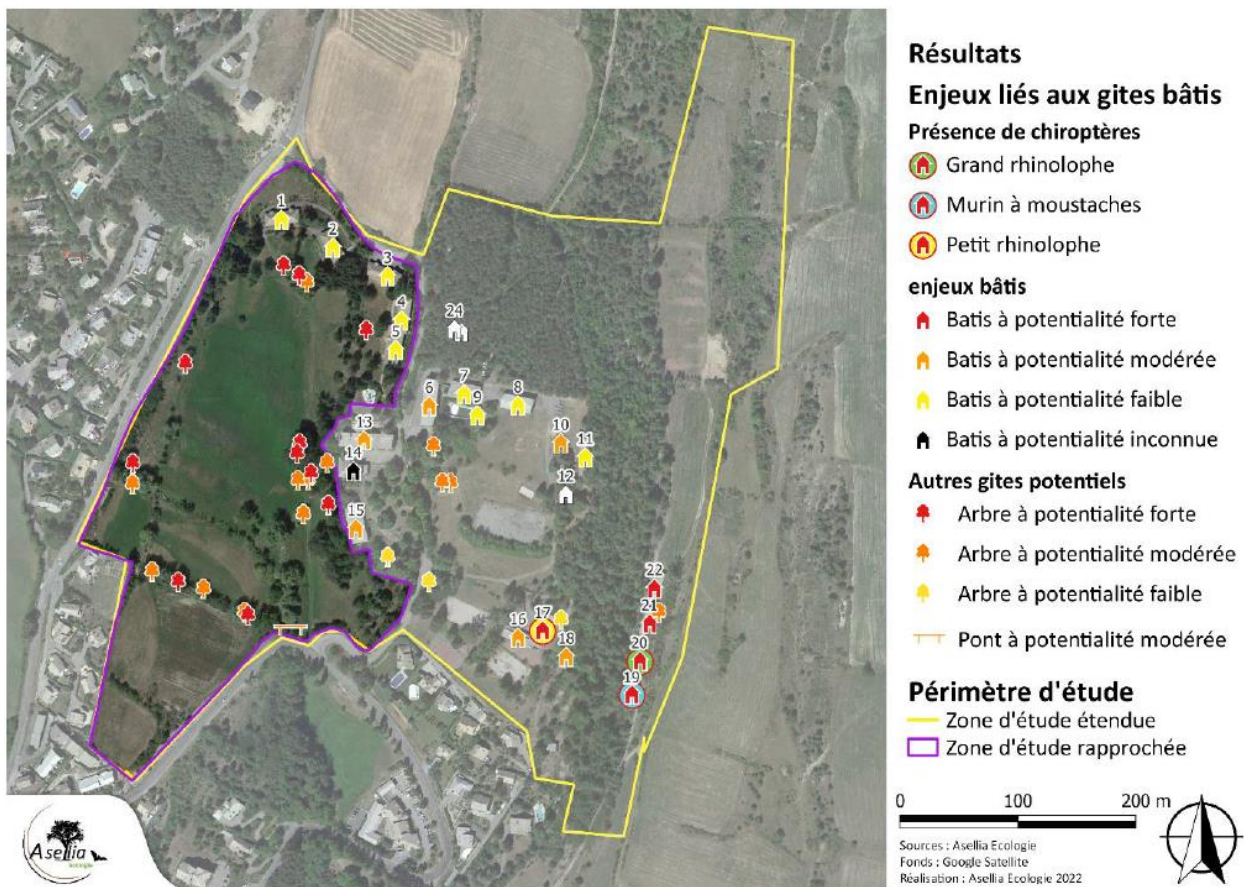 1
2
3
4
24
5
7
6
8
9
13
10
11
14
12
15
22
17
21
16
18
20
19
Asellia
ecologie
Résultats
Enjeux liés aux gites bâtis
Présence de chiroptères
Grand rhinolophe
Murin à moustaches
Petit rhinolophe
enjeux bâtis
Batis à potentialité forte
Batis à potentialité modérée
Batis à potentialité faible
Batis à potentialité inconnue
Autres gites potentiels
Arbre à potentialité forte
Arbre à potentialité modérée
Arbre à potentialité faible
Pont à potentialité modérée
Périmètre d'étude
Zone d'étude étendue
Zone d'étude rapprochée
0 100 200 m
Sources : Asellia Ecologie
Fonds : Google Satellite
Réalisation : Asellia Ecologie 2022